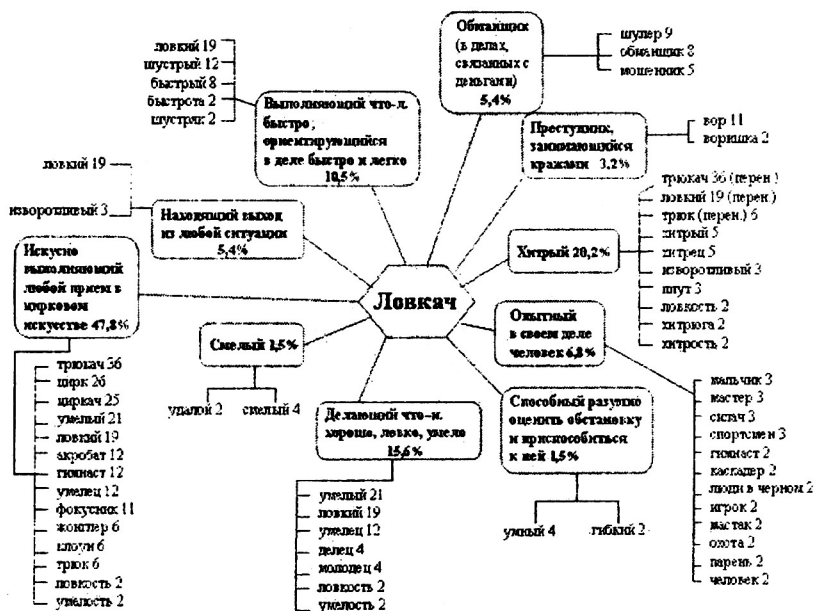 ловкий 19
шустрый 12
быстрый 8
быстрота 2
шустряк 2
Выполняющий что-л.
быстро,
ориентирующийся
в деле быстро и легко
10,5%
Обманщик
(в делах,
связанных с
деньгами)
5,4%
шулер 9
обманщик 8
мошенник 5
Преступник,
занимающийся
кражами 3,2%
вор 11
воришка 2
ловкий 19
изворотливый 3
Находящий выход
из любой ситуации
5,4%
Хитрый 20,2%
трюкач 36 (перен.)
ловкий 19 (перен.)
трюк (перен.) 6
хитрый 5
хитрец 5
изворотливый 3
плут 3
ловкость 2
хитрюга 2
хитрость 2
Искусно
выполняющий
любой прием в
цирковом
искусстве 47,8%
Ловкач
Опытный
в своем деле
человек 6,8%
Смелый 1,5%
удалой 2
смелый 4
трюкач 36
цирк 26
циркач 25
умелый 21
ловкий 19
акробат 12
гимнаст 12
умелец 12
фокусник 11
жонглер 6
клоун 6
трюк 6
ловкость 2
умелость 2
Делающий что-н.
хорошо, ловко, умело
15,6%
умелый 21
ловкий 19
умелец 12
делец 4
молодец 4
ловкость 2
умелость 2
Способный разумно
оценить обстановку
и приспособиться
к ней 1,5%
умный 4
гибкий 2
мальчик 3
мастер 3
силач 3
спортсмен 3
гимнаст 2
каскадер 2
люди в черном 2
игрок 2
мастак 2
охота 2
парень 2
человек 2